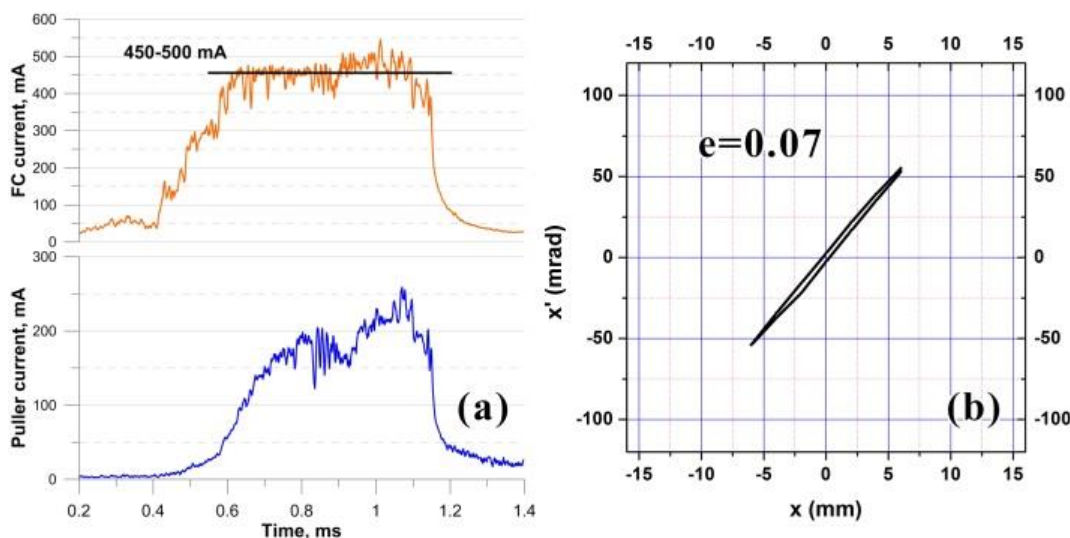 600
500
400
300
200
100
0
FC current, mA
450-500 mA
300
200
100
0
Puller current, mA
(a)
0.2 0.4 0.6 0.8 1 1.2 1.4
Time, ms
-15 -10 -5 0 5 10 15
100
50
0
-50
-100
x' (mrad)
e=0.07
(b)
100
50
0
-50
-100
-15 -10 -5 0 5 10 15
x (mm)